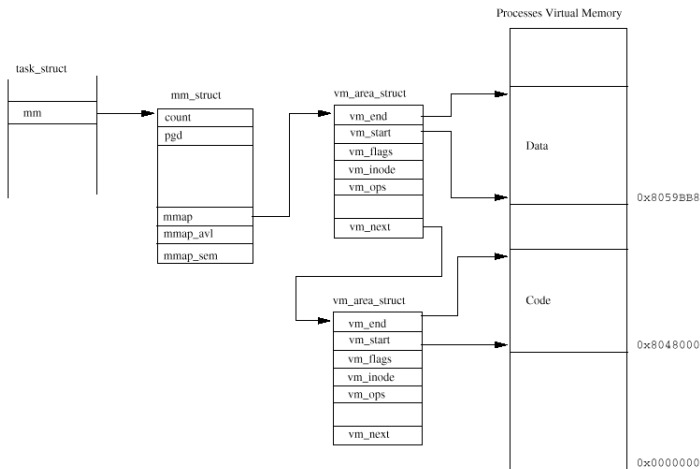 Processes Virtual Memory
task_struct
mm
mm_struct
count
pgd
mmap
mmap_avl
mmap_sem
vm_area_struct
vm_end
vm_start
vm_flags
vm_inode
vm_ops
vm_next
vm_area_struct
vm_end
vm_start
vm_flags
vm_inode
vm_ops
vm_next
Data
0x8059BB8
Code
0x8048000
0x0000000